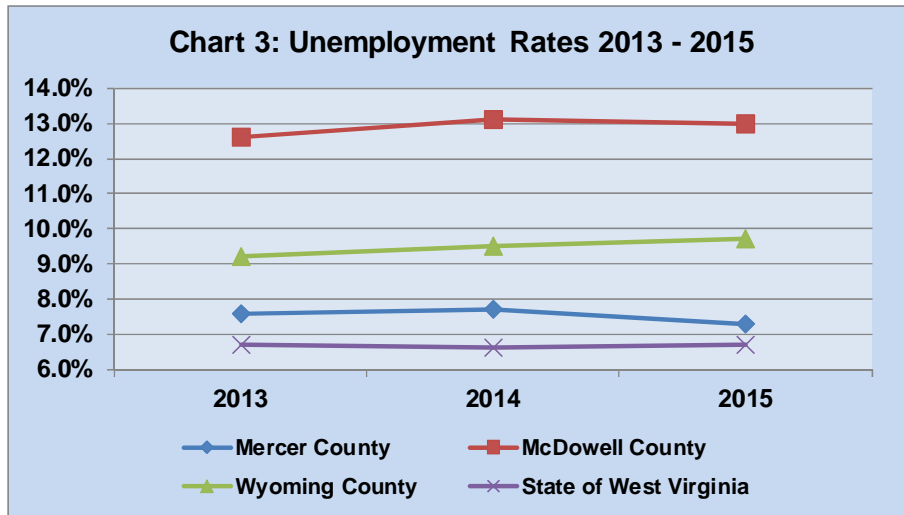 Chart 3: Unemployment Rates 2013 - 2015
14.0%
13.0%
12.0%
11.0%
10.0%
9.0%
8.0%
7.0%
6.0%
2013 2014 2015
Mercer County McDowell County
Wyoming County State of West Virginia